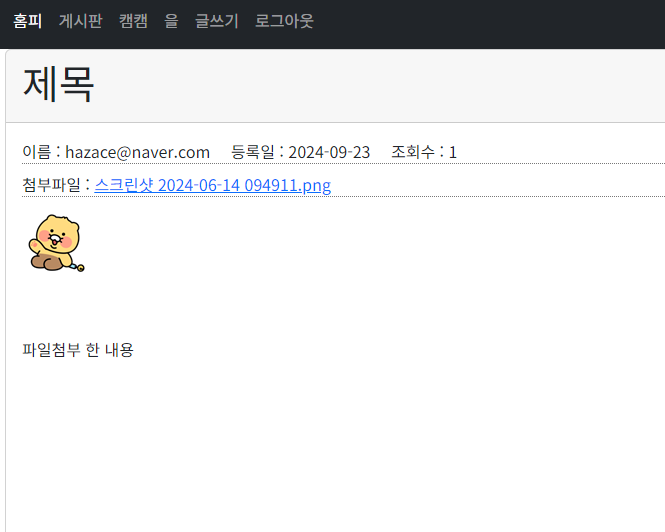 홈피 게시판 캠캠 을 글쓰기 로그아웃
제목
이름 : hazace@naver.com 등록일 : 2024-09-23 조회수 : 1
첨부파일 : 스크린샷 2024-06-14 094911.png
파일첨부 한 내용